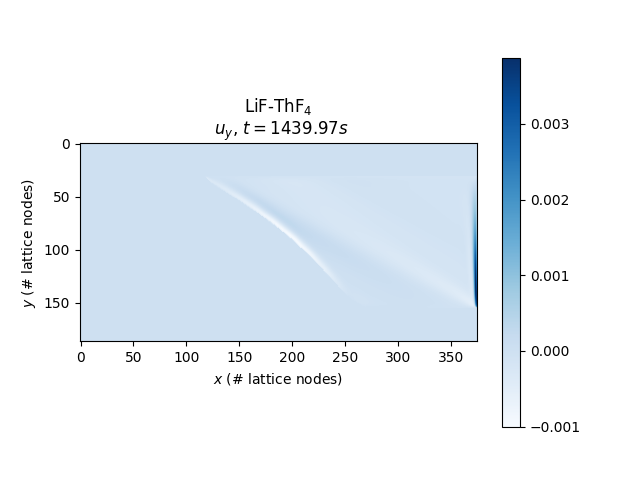 LiF-ThF₄
u_y, t = 1439.97s
0
50
100
150
y (# lattice nodes)
0 50 100 150 200 250 300 350
x (# lattice nodes)
0.003
0.002
0.001
0.000
−0.001